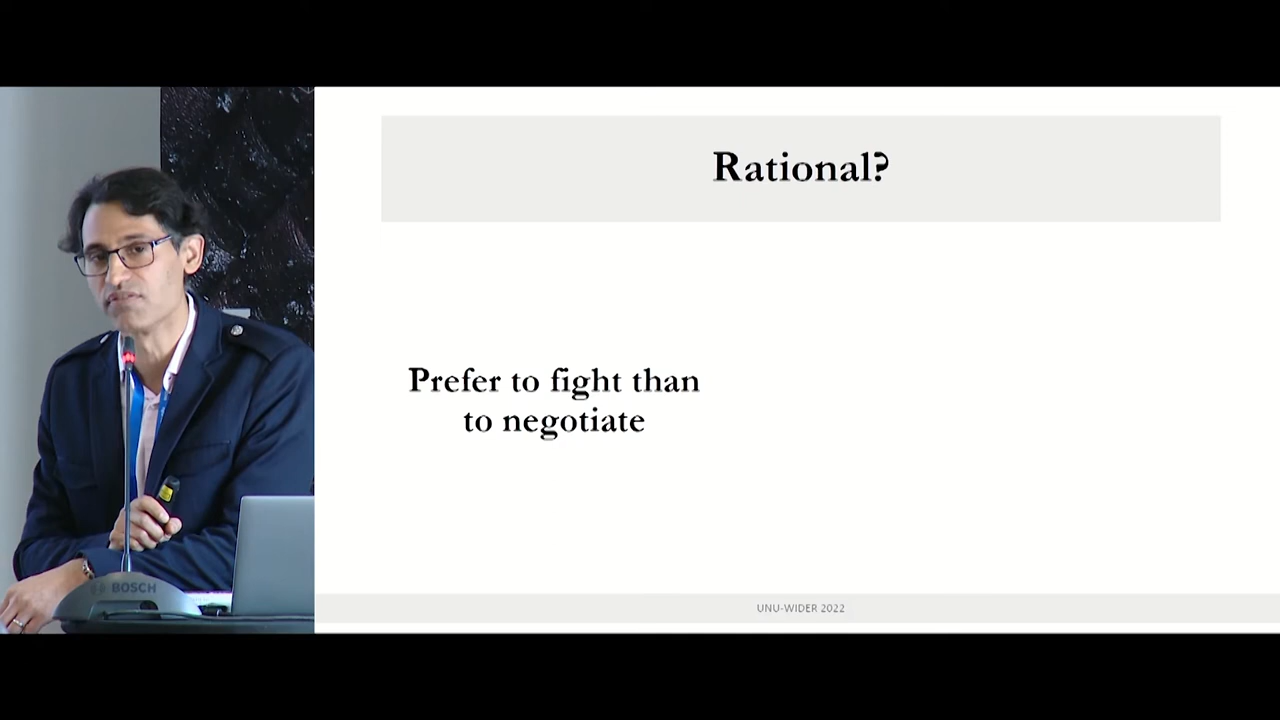 Rational?
Prefer to fight than
to negotiate
UNU-WIDER 2022
BOSCH